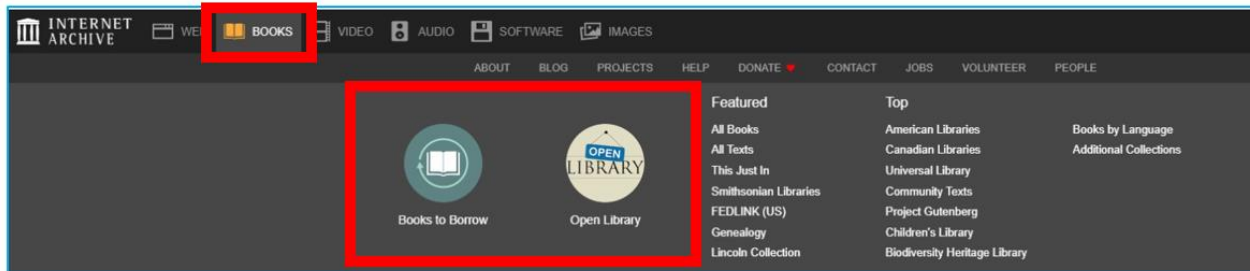 INTERNET ARCHIVE
BOOKS
VIDEO
AUDIO
SOFTWARE
IMAGES
ABOUT BLOG PROJECTS HELP DONATE CONTACT JOBS VOLUNTEER PEOPLE
OPEN LIBRARY
Books to Borrow
Open Library
Featured
All Books
All Texts
This Just In
Smithsonian Libraries
FEDLINK (US)
Genealogy
Lincoln Collection
Top
American Libraries
Canadian Libraries
Universal Library
Community Texts
Project Gutenberg
Children's Library
Biodiversity Heritage Library
Books by Language
Additional Collections